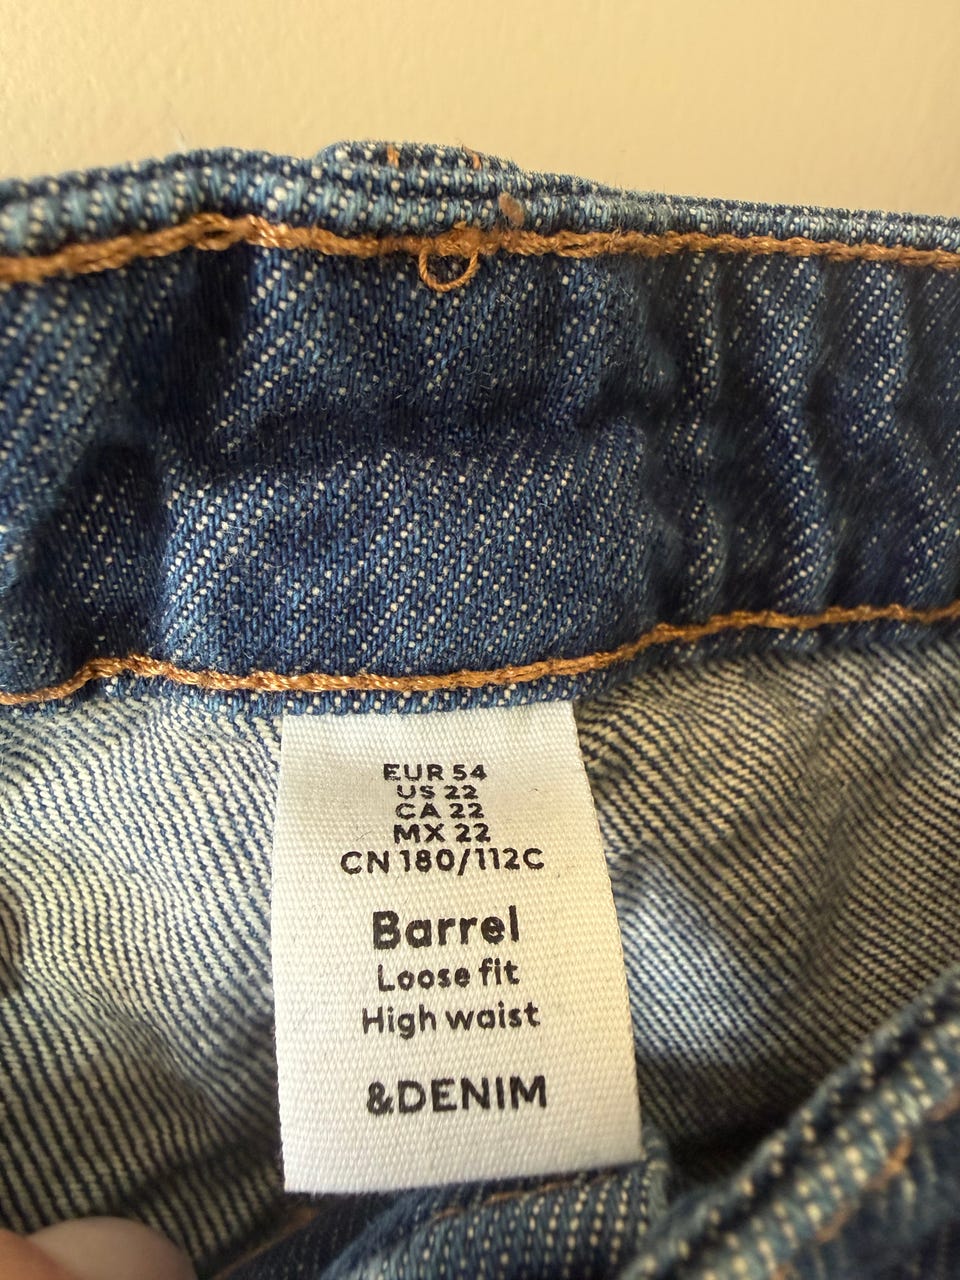 EUR 54
US 22
CA 22
MX 22
CN 180/112C
Barrel
Loose fit
High waist
&DENIM